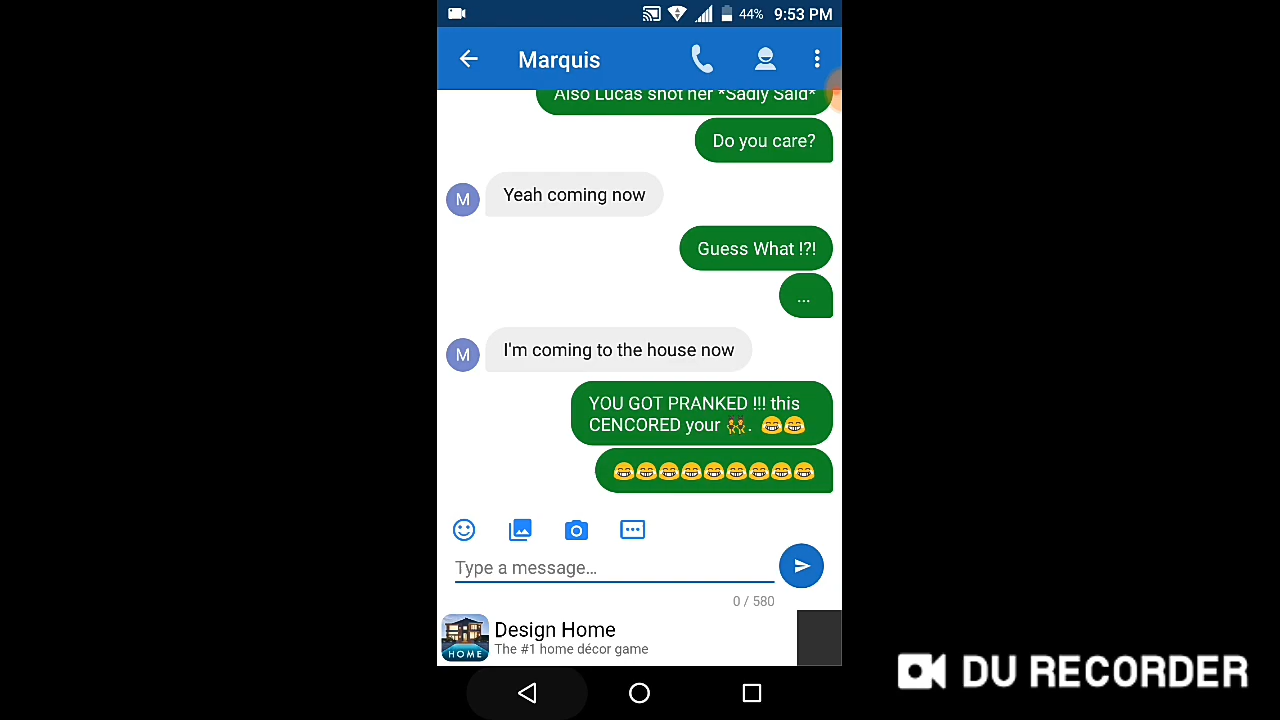 44% 9:53 PM
Marquis
Also Lucas shot her *Sadly Said*
Do you care?
M
Yeah coming now
Guess What !?!
...
M
I'm coming to the house now
YOU GOT PRANKED !!! this
CENCORED your 👯. 😂😂
😂😂😂😂😂😂😂😂😂
Type a message...
0 / 580
HOME
Design Home
The #1 home décor game
DU RECORDER